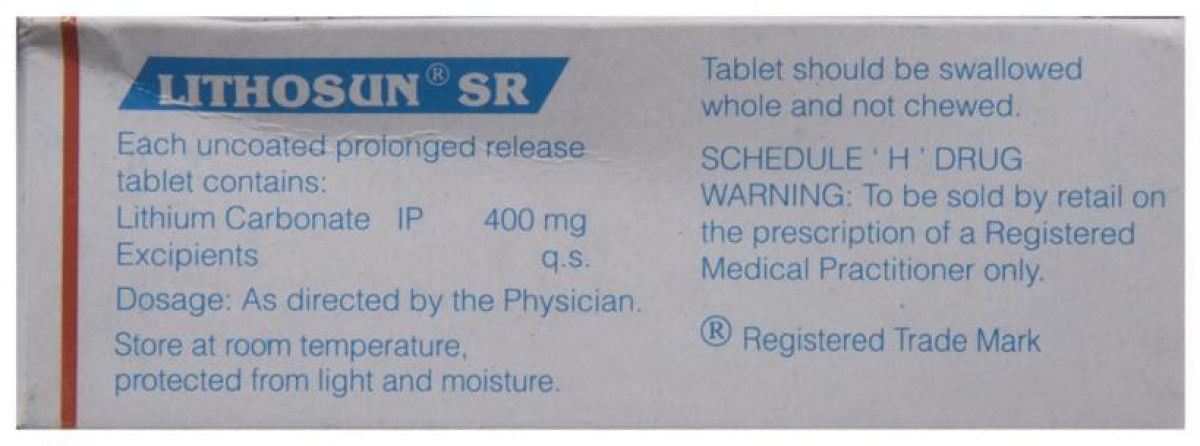 LITHOSUN® SR
Each uncoated prolonged release
tablet contains:
Lithium Carbonate IP 400 mg
Excipients q.s.
Dosage: As directed by the Physician.
Store at room temperature,
protected from light and moisture.
Tablet should be swallowed
whole and not chewed.
SCHEDULE ' H ' DRUG
WARNING: To be sold by retail on
the prescription of a Registered
Medical Practitioner only.
® Registered Trade Mark